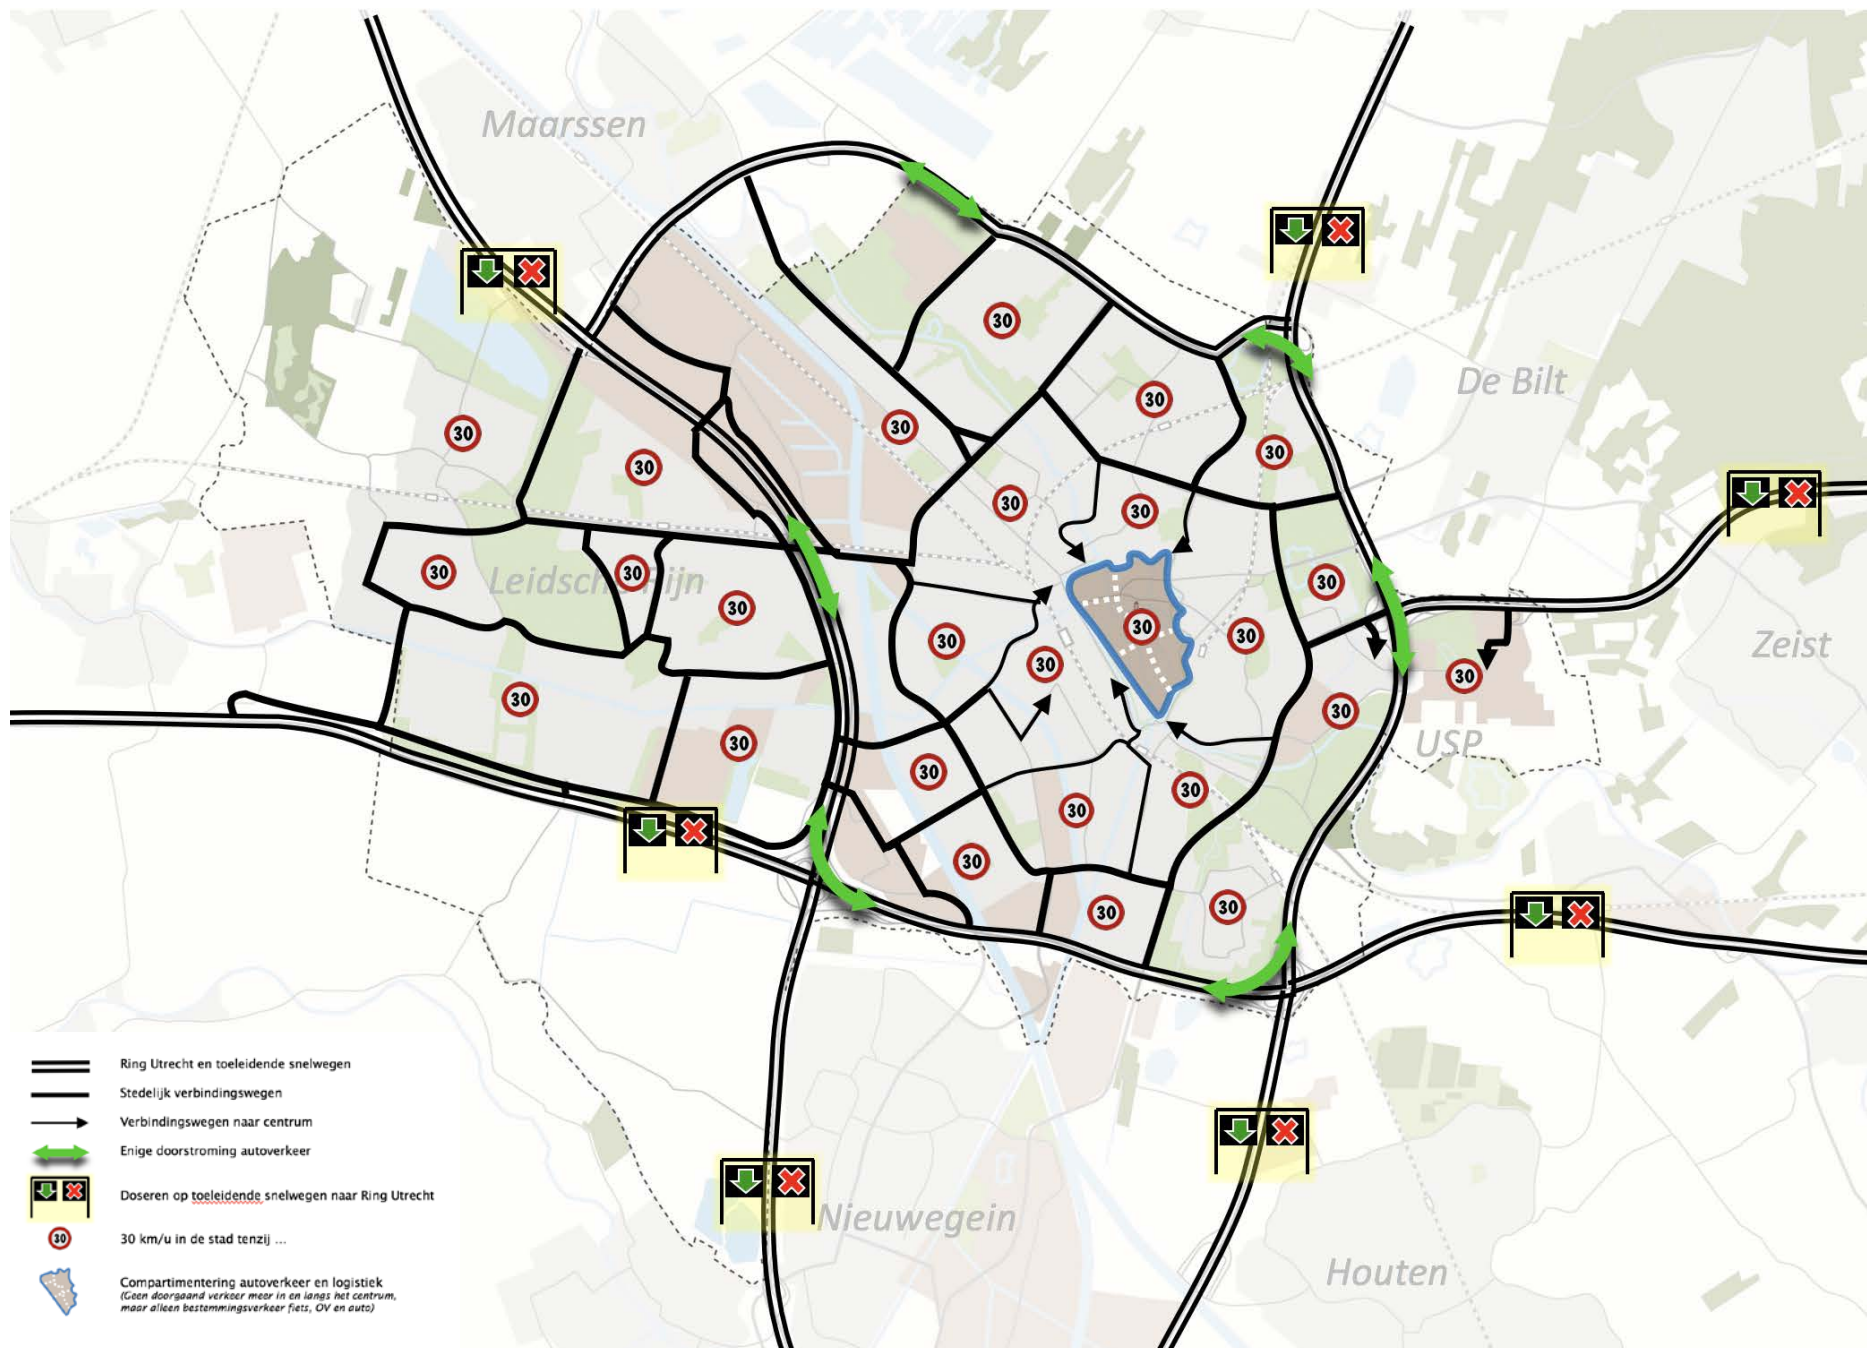 Maarssen
De Bilt
30
30
30
30
30
30
30
30
30
30
30
30
Leidsche Rijn
30
30
30
30
30
Zeist
30
30
30
30
USP
30
30
30
30
30
30
30
Nieuwegein
Houten
Ring Utrecht en toeleidende snelwegen
Stedelijk verbindingswegen
Verbindingswegen naar centrum
Enige doorstroming autoverkeer
Doseren op toeleidende snelwegen naar Ring Utrecht
30
30 km/u in de stad tenzij ...
Compartimentering autoverkeer en logistiek
(Geen doorgaand verkeer meer in en langs het centrum,
maar alleen bestemmingsverkeer fiets, OV en auto)